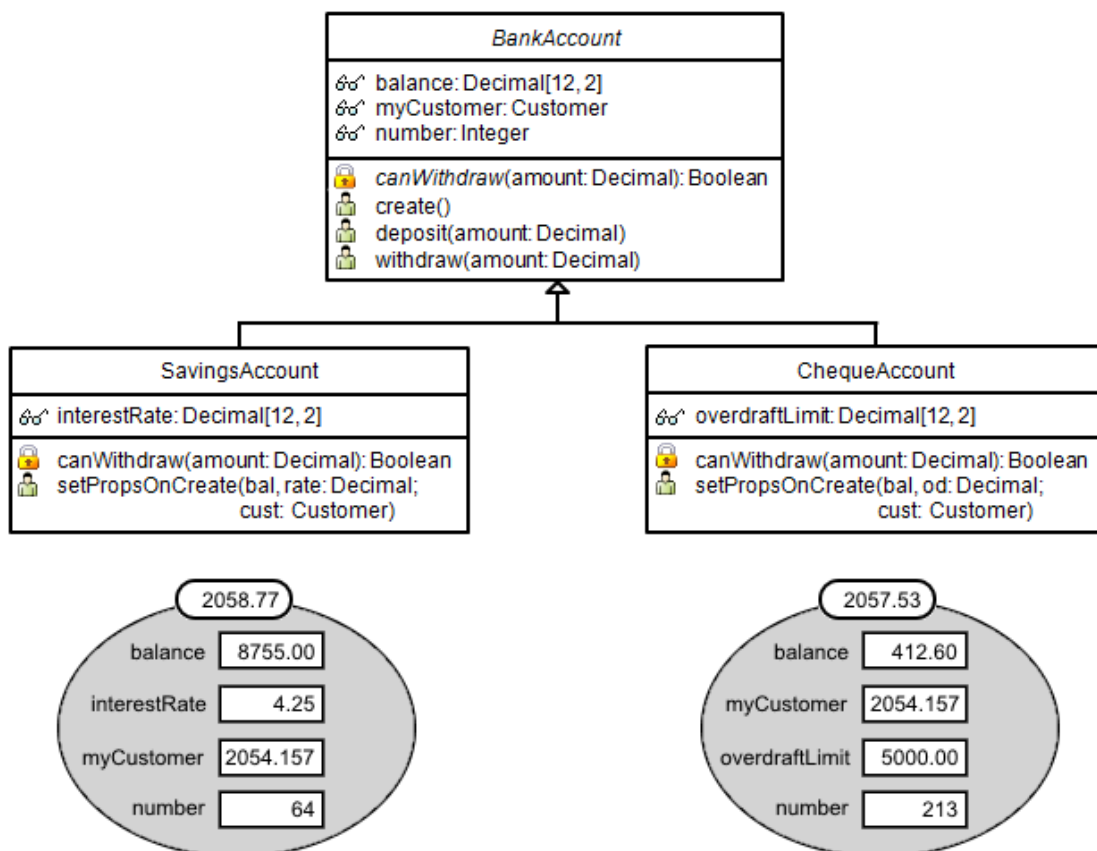 BankAccount
balance: Decimal[12, 2]
myCustomer: Customer
number: Integer
canWithdraw(amount: Decimal): Boolean
create()
deposit(amount: Decimal)
withdraw(amount: Decimal)
SavingsAccount
interestRate: Decimal[12, 2]
canWithdraw(amount: Decimal): Boolean
setPropsOnCreate(bal, rate: Decimal;
cust: Customer)
ChequeAccount
overdraftLimit: Decimal[12, 2]
canWithdraw(amount: Decimal): Boolean
setPropsOnCreate(bal, od: Decimal;
cust: Customer)
2058.77
balance 8755.00
interestRate 4.25
myCustomer 2054.157
number 64
2057.53
balance 412.60
myCustomer 2054.157
overdraftLimit 5000.00
number 213